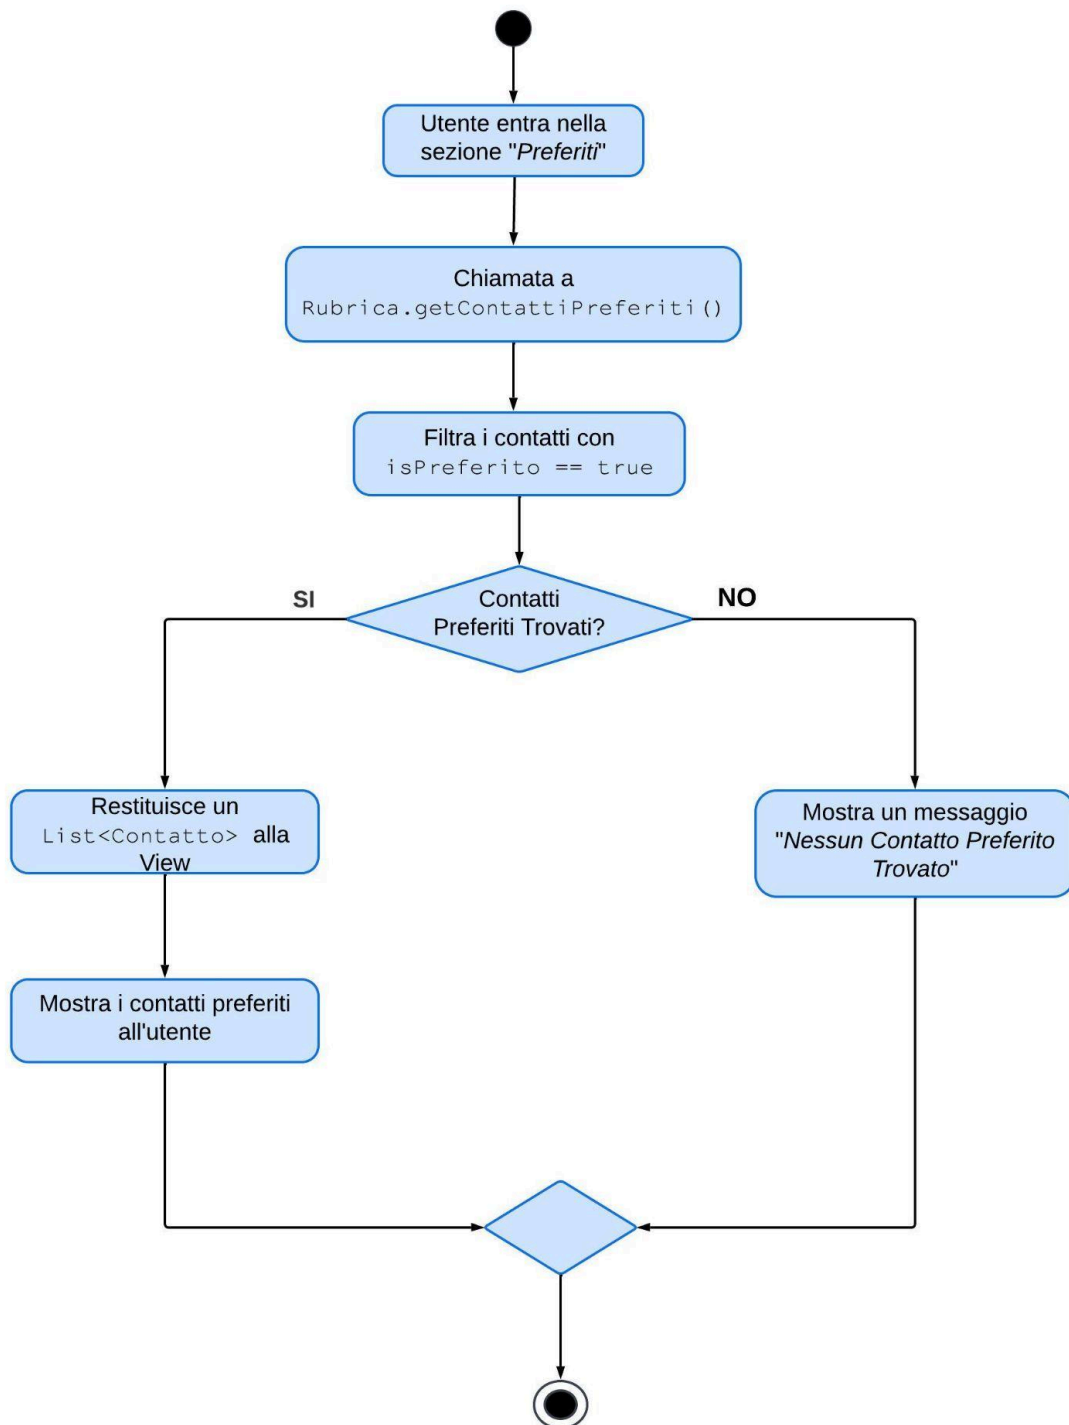 Utente entra nella
sezione "Preferiti"
Chiamata a
Rubrica.getContattiPreferiti()
Filtra i contatti con
isPreferito == true
Contatti
Preferiti Trovati?
SI
NO
Restituisce un
List<Contatto> alla
View
Mostra un messaggio
"Nessun Contatto Preferito
Trovato"
Mostra i contatti preferiti
all'utente